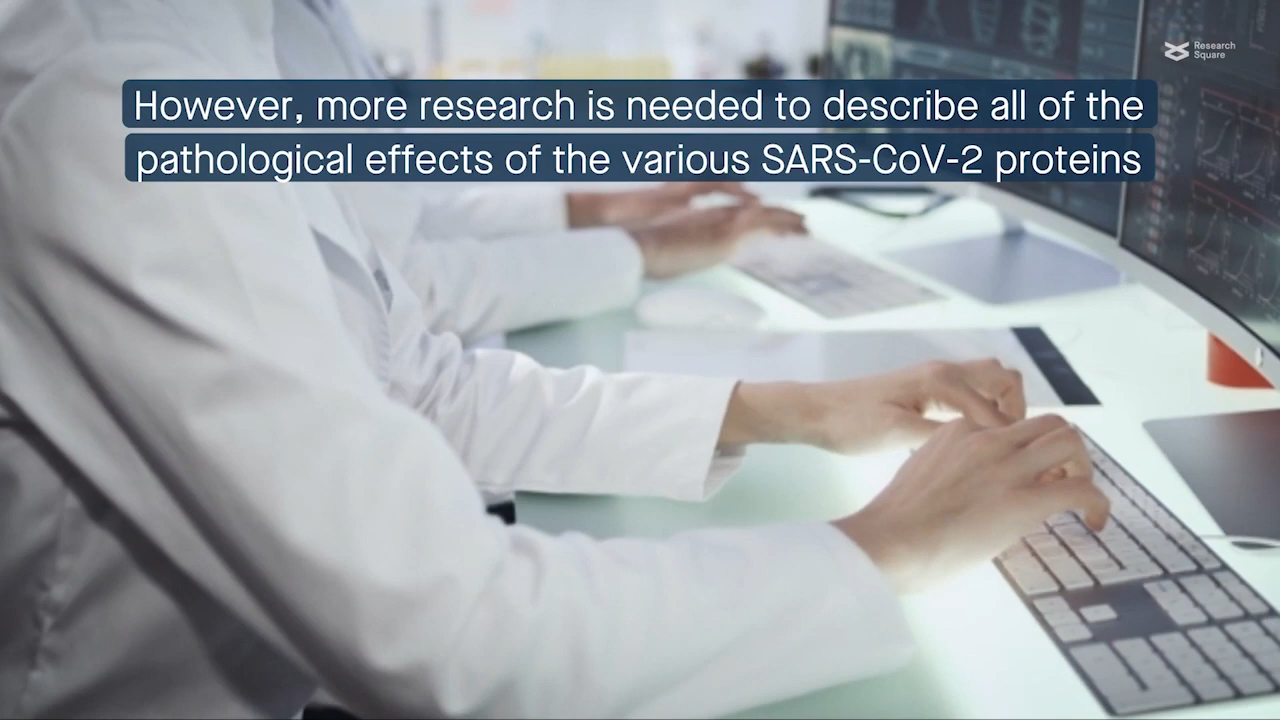 Research
Square
However, more research is needed to describe all of the
pathological effects of the various SARS-CoV-2 proteins